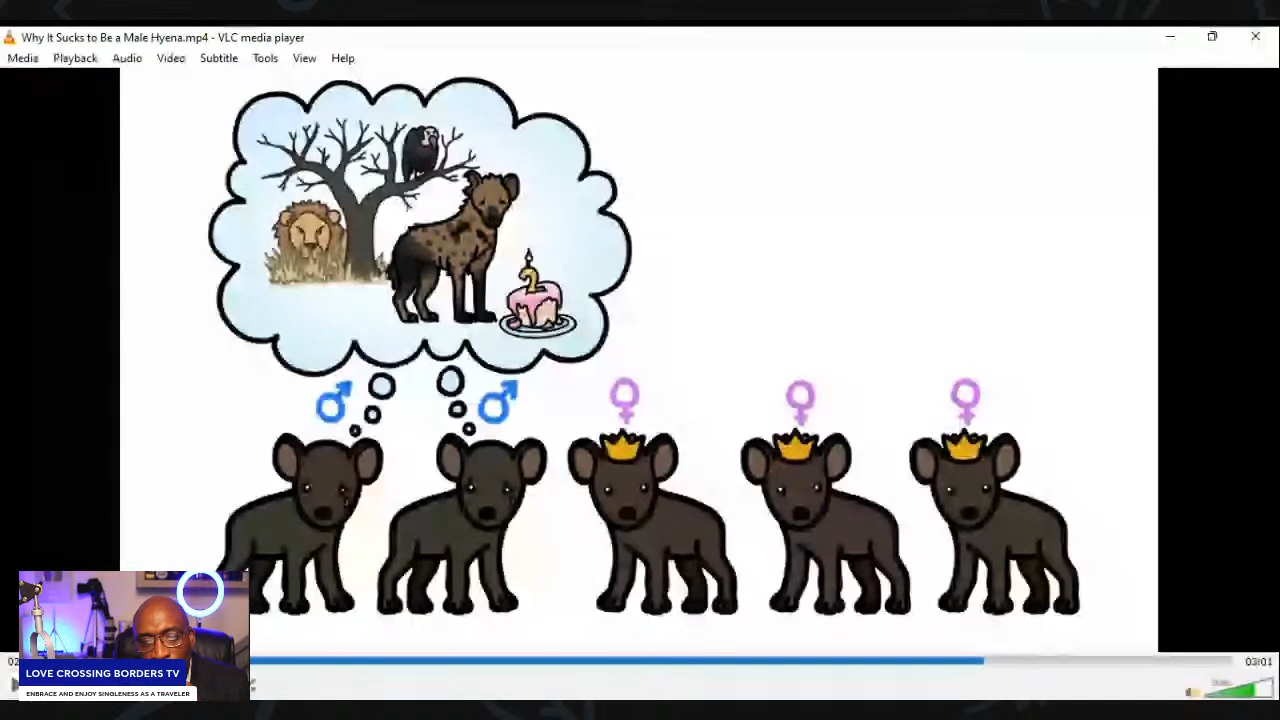 Why It Sucks to Be a Male Hyena.mp4 - VLC media player
Media Playback Audio Video Subtitle Tools View Help
2
03:01
LOVE CROSSING BORDERS TV
ENBRACE AND ENJOY SINGLENESS AS A TRAVELER